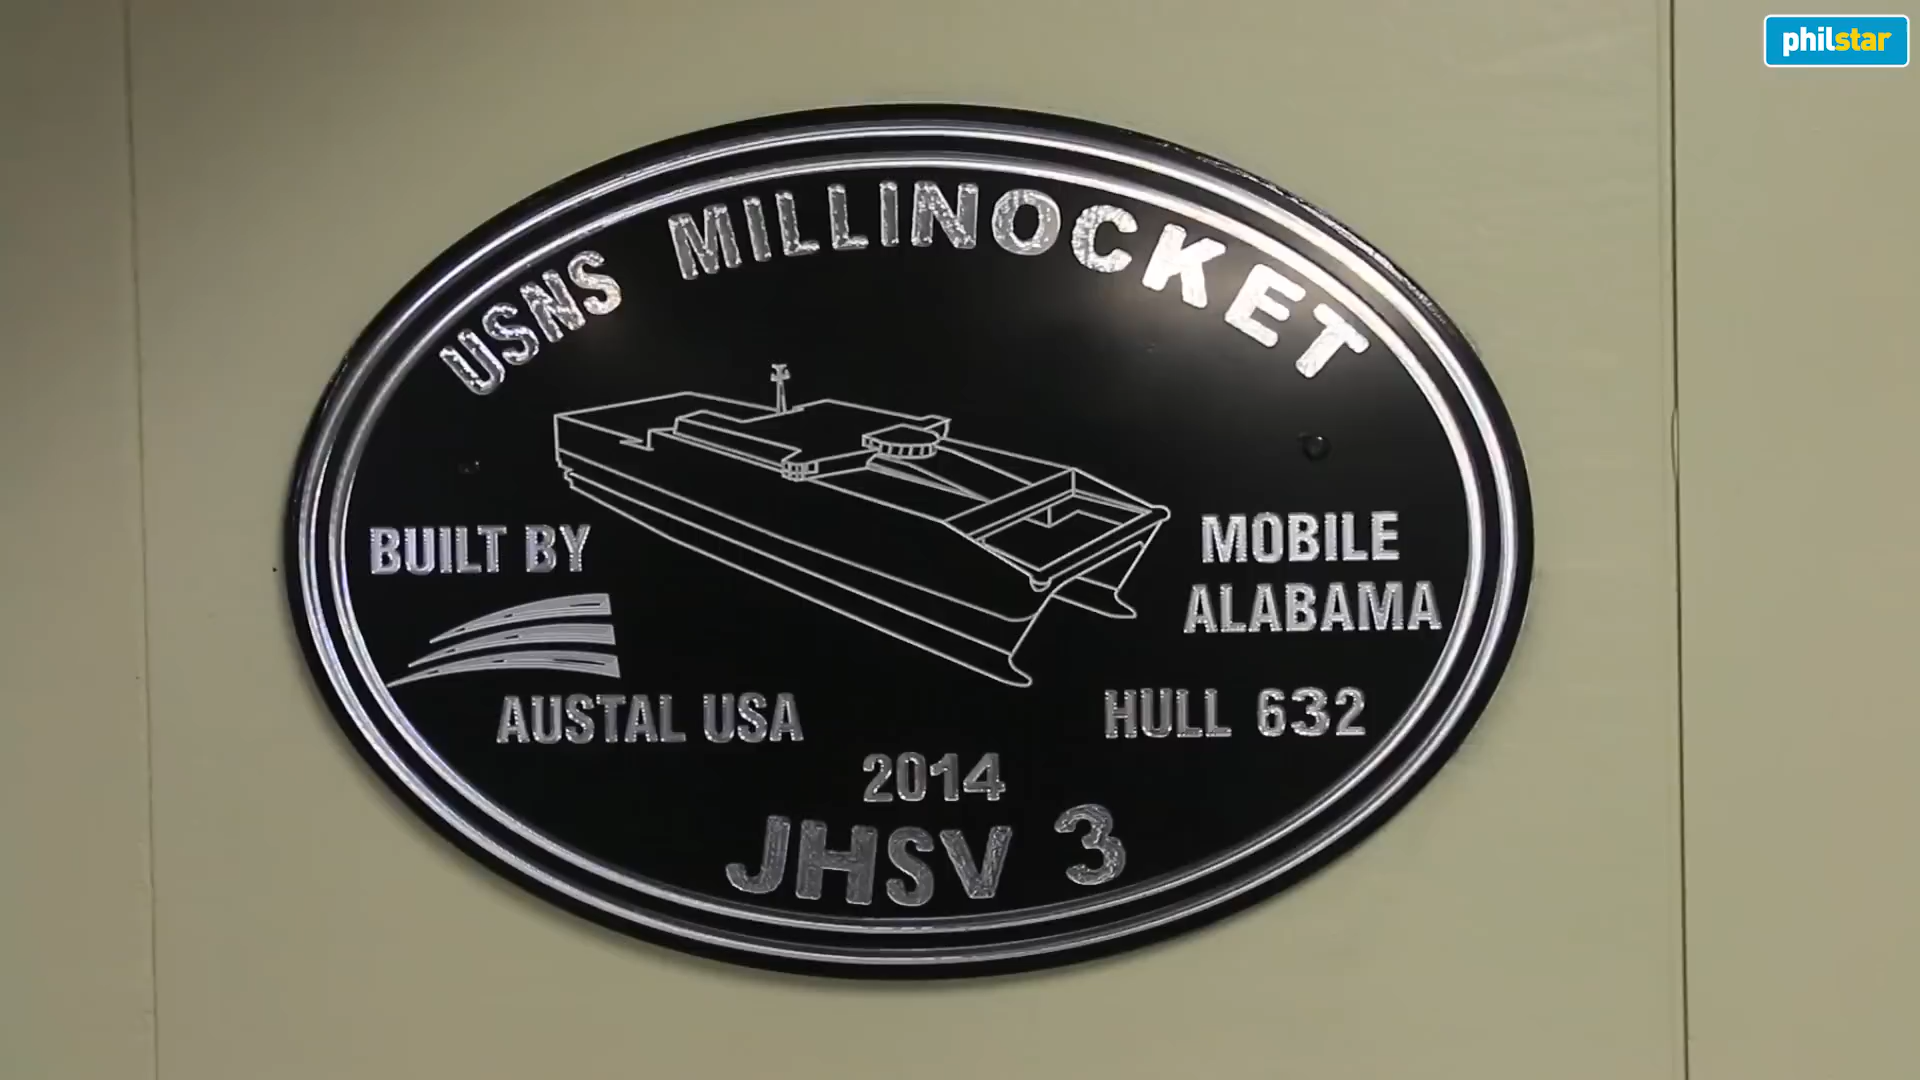 philstar
USNS MILLINOCKET
BUILT BY
MOBILE
ALABAMA
AUSTAL USA
HULL 632
2014
JHSV 3